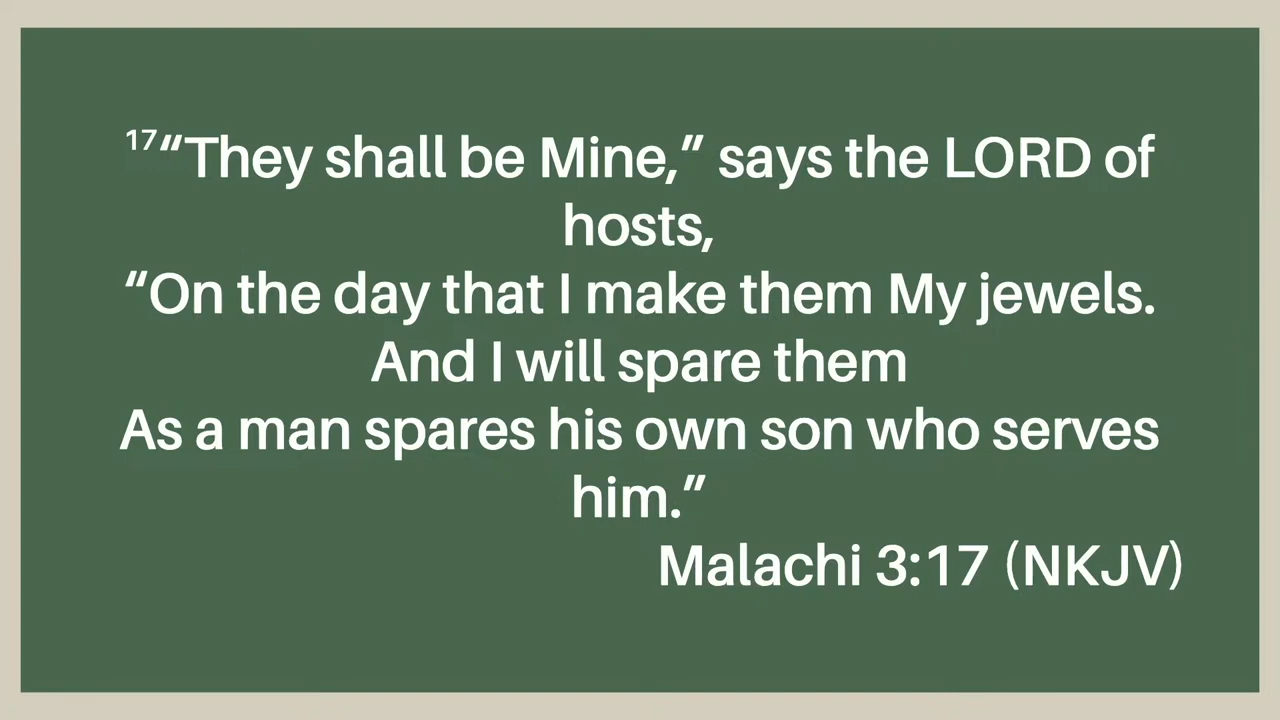 ¹⁷“They shall be Mine,” says the LORD of
hosts,
“On the day that I make them My jewels.
And I will spare them
As a man spares his own son who serves
him.”
Malachi 3:17 (NKJV)